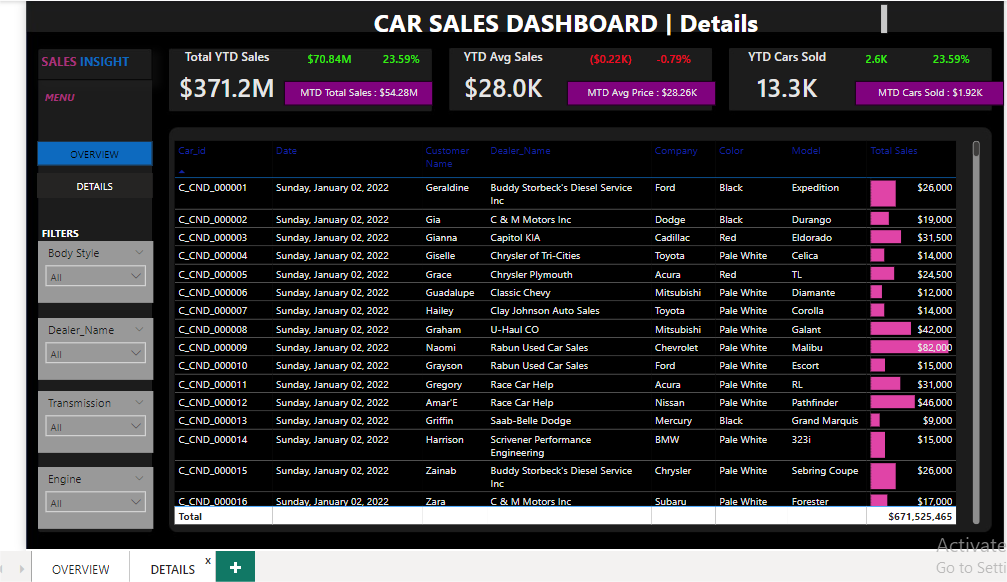 CAR SALES DASHBOARD | Details
SALES INSIGHT
MENU
OVERVIEW
DETAILS
FILTERS
Body Style
All
Dealer_Name
All
Transmission
All
Engine
All
Total YTD Sales $70.84M 23.59%
$371.2M MTD Total Sales : $54.28M
YTD Avg Sales ($0.22K) -0.79%
$28.0K MTD Avg Price : $28.26K
YTD Cars Sold 2.6K 23.59%
13.3K MTD Cars Sold : $1.92K
Car_id Date Customer Name Dealer_Name Company Color Model Total Sales
C_CND_000001 Sunday, January 02, 2022 Geraldine Buddy Storbeck's Diesel Service Inc Ford Black Expedition $26,000
C_CND_000002 Sunday, January 02, 2022 Gia C & M Motors Inc Dodge Black Durango $19,000
C_CND_000003 Sunday, January 02, 2022 Gianna Capitol KIA Cadillac Red Eldorado $31,500
C_CND_000004 Sunday, January 02, 2022 Giselle Chrysler of Tri-Cities Toyota Pale White Celica $14,000
C_CND_000005 Sunday, January 02, 2022 Grace Chrysler Plymouth Acura Red TL $24,500
C_CND_000006 Sunday, January 02, 2022 Guadalupe Classic Chevy Mitsubishi Pale White Diamante $12,000
C_CND_000007 Sunday, January 02, 2022 Hailey Clay Johnson Auto Sales Toyota Pale White Corolla $14,000
C_CND_000008 Sunday, January 02, 2022 Graham U-Haul CO Mitsubishi Pale White Galant $42,000
C_CND_000009 Sunday, January 02, 2022 Naomi Rabun Used Car Sales Chevrolet Pale White Malibu $82,000
C_CND_000010 Sunday, January 02, 2022 Grayson Rabun Used Car Sales Ford Pale White Escort $15,000
C_CND_000011 Sunday, January 02, 2022 Gregory Race Car Help Acura Pale White RL $31,000
C_CND_000012 Sunday, January 02, 2022 Amar'E Race Car Help Nissan Pale White Pathfinder $46,000
C_CND_000013 Sunday, January 02, 2022 Griffin Saab-Belle Dodge Mercury Black Grand Marquis $9,000
C_CND_000014 Sunday, January 02, 2022 Harrison Scrivener Performance Engineering BMW Pale White 323i $15,000
C_CND_000015 Sunday, January 02, 2022 Zainab Buddy Storbeck's Diesel Service Inc Chrysler Pale White Sebring Coupe $26,000
C_CND_000016 Sunday, January 02, 2022 Zara C & M Motors Inc Subaru Pale White Forester $17,000
Total $671,525,465
Activate
Go to Setti
OVERVIEW DETAILS x +